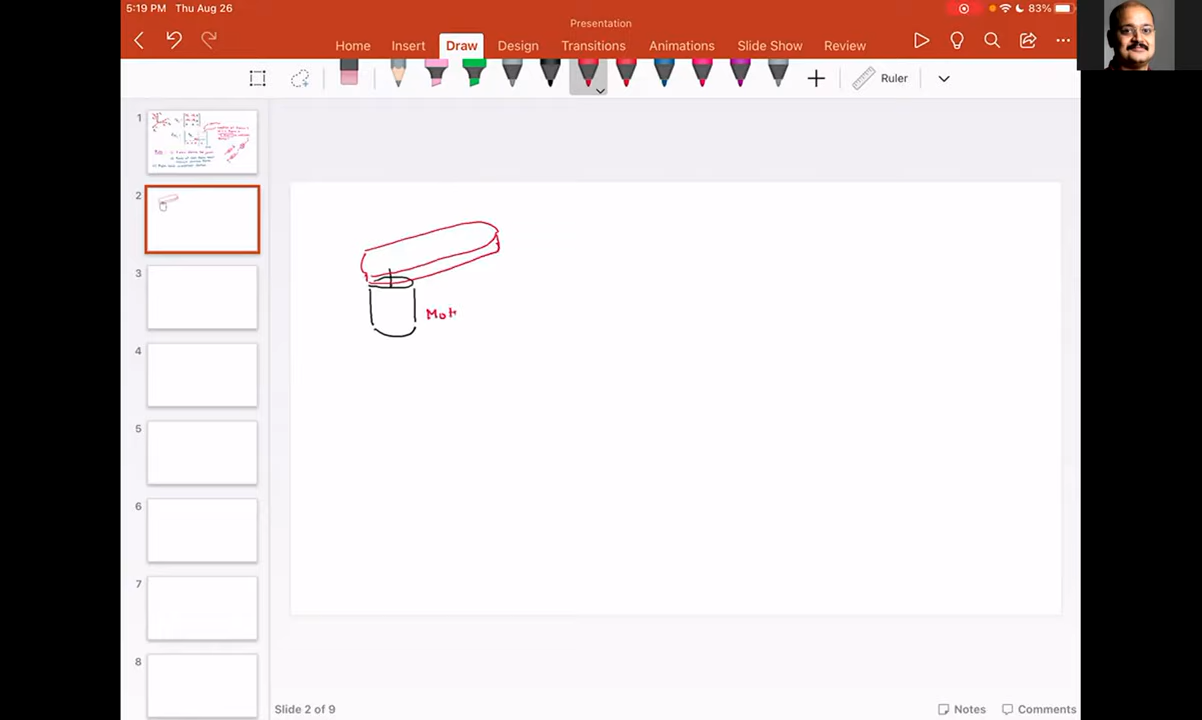 5:19 PM Thu Aug 26
83%
Presentation
Home Insert Draw Design Transitions Animations Slide Show Review
Ruler
1
2
3
4
5
6
7
8
Mot
Slide 2 of 9
Notes Comments